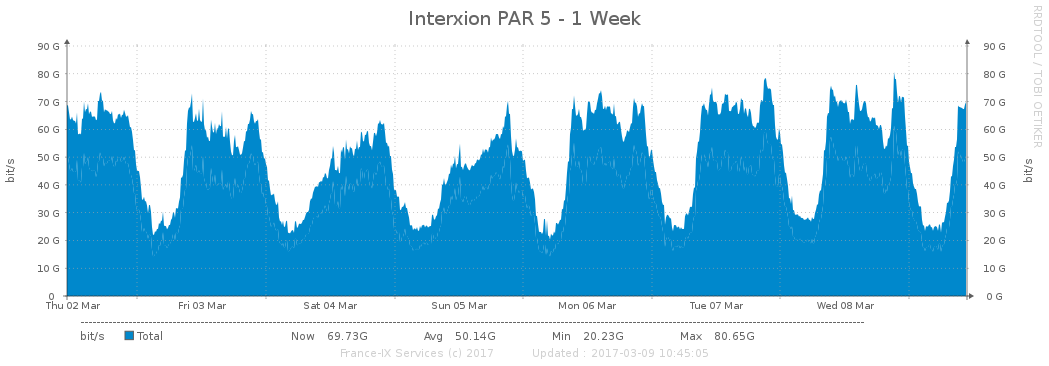 Interxion PAR 5 - 1 Week
RRDTOOL / TOBI OETIKER
90 G 90 G
80 G 80 G
70 G 70 G
60 G 60 G
50 G 50 G
40 G 40 G
30 G 30 G
20 G 20 G
10 G 10 G
0 0 G
bit/s
bit/s
Thu 02 Mar Fri 03 Mar Sat 04 Mar Sun 05 Mar Mon 06 Mar Tue 07 Mar Wed 08 Mar
bit/s Total Now 69.73G Avg 50.14G Min 20.23G Max 80.65G
France-IX Services (c) 2017 Updated : 2017-03-09 10:45:05